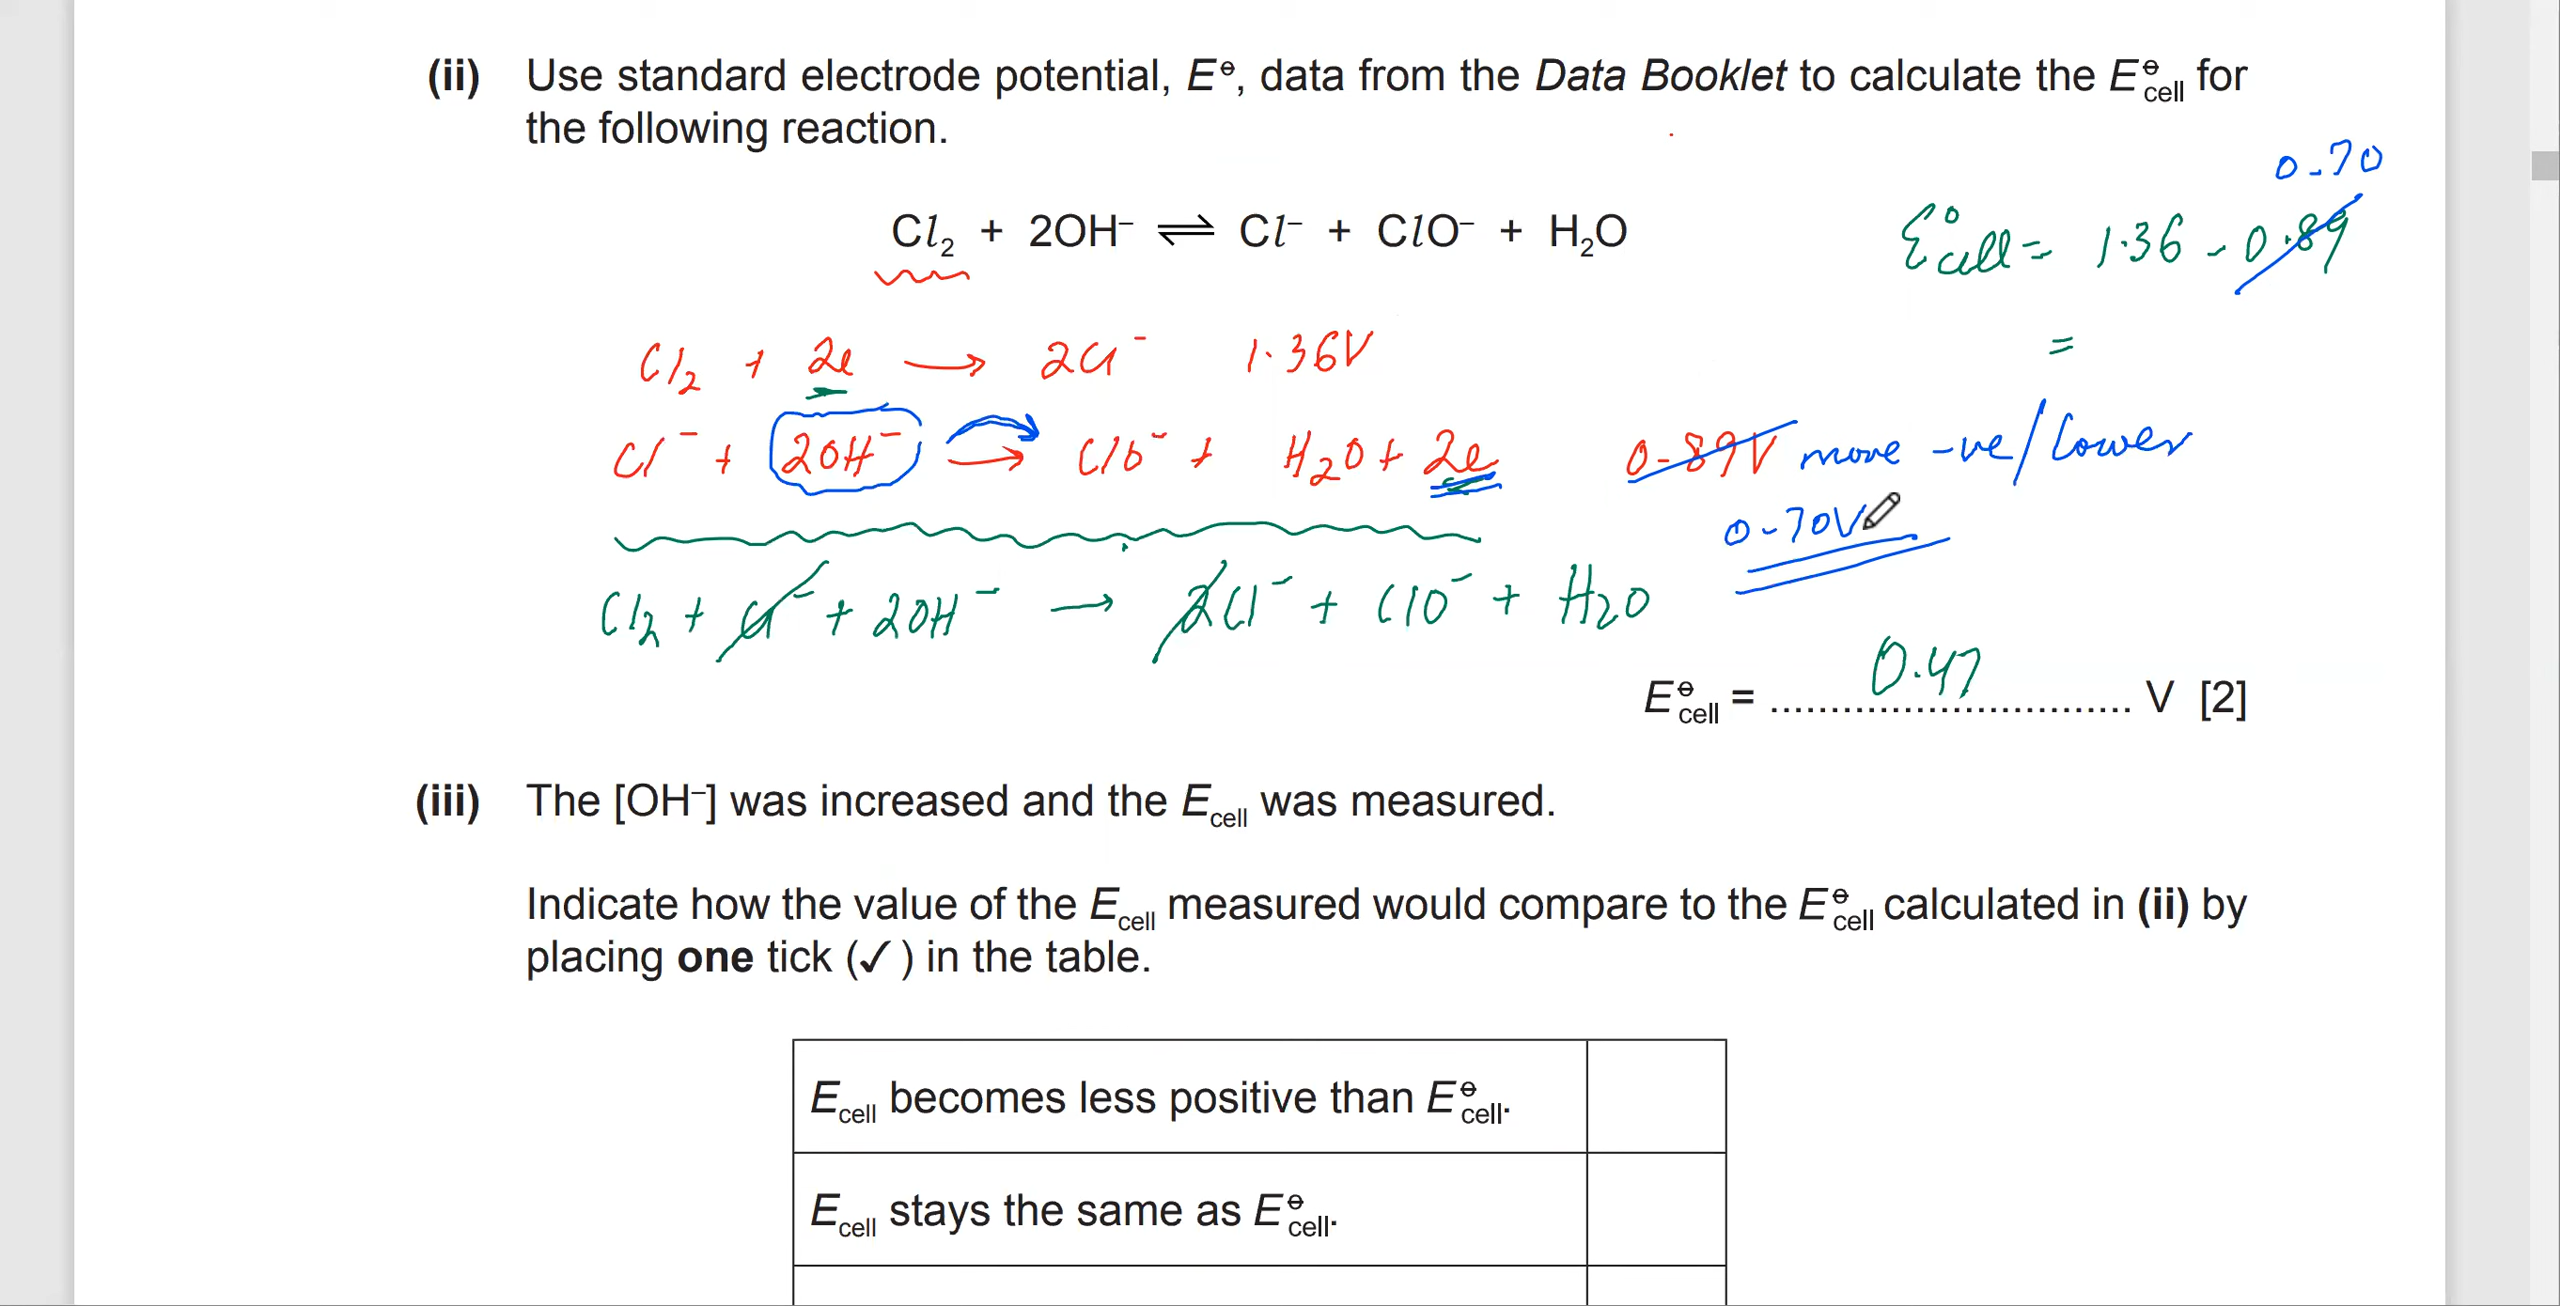 (ii) Use standard electrode potential, E⦵, data from the Data Booklet to calculate the E⦵cell for
the following reaction.
0.70
Cl₂ + 2OH⁻ ⇌ Cl⁻ + ClO⁻ + H₂O
E°cell = 1.36 - 0.89
=
Cl₂ + 2e → 2Cl⁻ 1.36V
Cl⁻ + 2OH⁻ → ClO⁻ + H₂O + 2e 0.89V more -ve/lower
0.70V
Cl₂ + Cl⁻ + 2OH⁻ → 2Cl⁻ + ClO⁻ + H₂O
E⦵cell = 0.47 V [2]
(iii) The [OH⁻] was increased and the Ecell was measured.
Indicate how the value of the Ecell measured would compare to the E⦵cell calculated in (ii) by
placing one tick (✓) in the table.
Ecell becomes less positive than E⦵cell.
Ecell stays the same as E⦵cell.